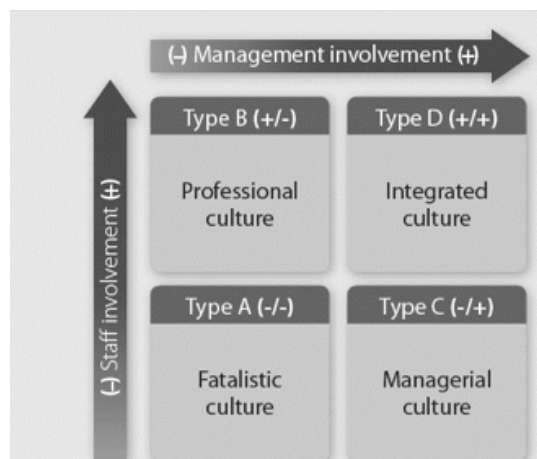 (–) Management involvement (+)
(–) Staff involvement (+)
Type B (+/-)
Professional
culture
Type D (+/+)
Integrated
culture
Type A (-/-)
Fatalistic
culture
Type C (-/+)
Managerial
culture